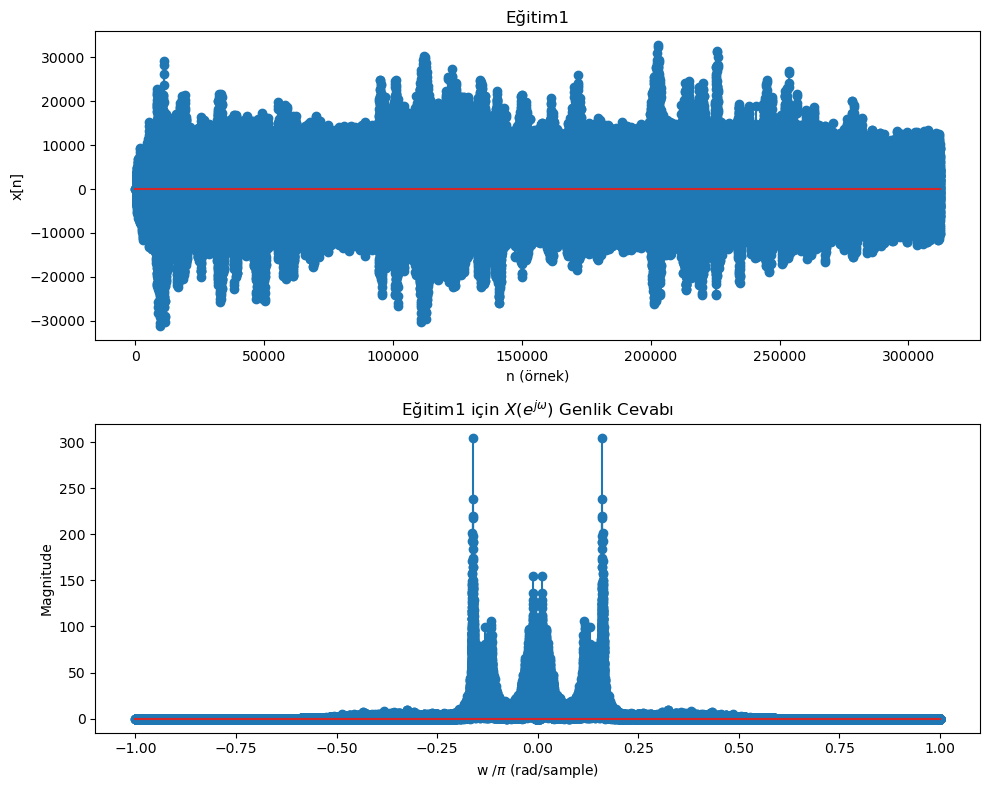 Eğitim1
30000
20000
10000
0
−10000
−20000
−30000
x[n]
0 50000 100000 150000 200000 250000 300000
n (örnek)
Eğitim1 için $X(e^{j\omega})$ Genlik Cevabı
300
250
200
150
100
50
0
Magnitude
−1.00 −0.75 −0.50 −0.25 0.00 0.25 0.50 0.75 1.00
w /π (rad/sample)